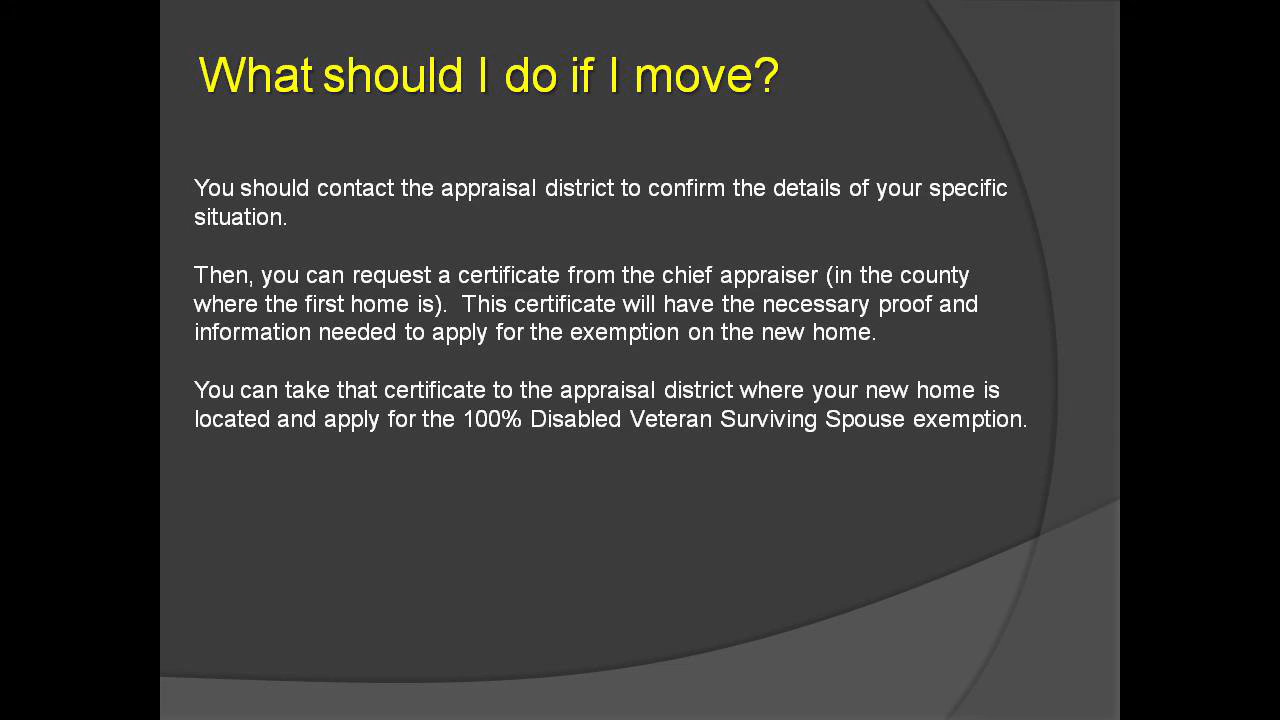 What should I do if I move?
You should contact the appraisal district to confirm the details of your specific
situation.
Then, you can request a certificate from the chief appraiser (in the county
where the first home is).  This certificate will have the necessary proof and
information needed to apply for the exemption on the new home.
You can take that certificate to the appraisal district where your new home is
located and apply for the 100% Disabled Veteran Surviving Spouse exemption.